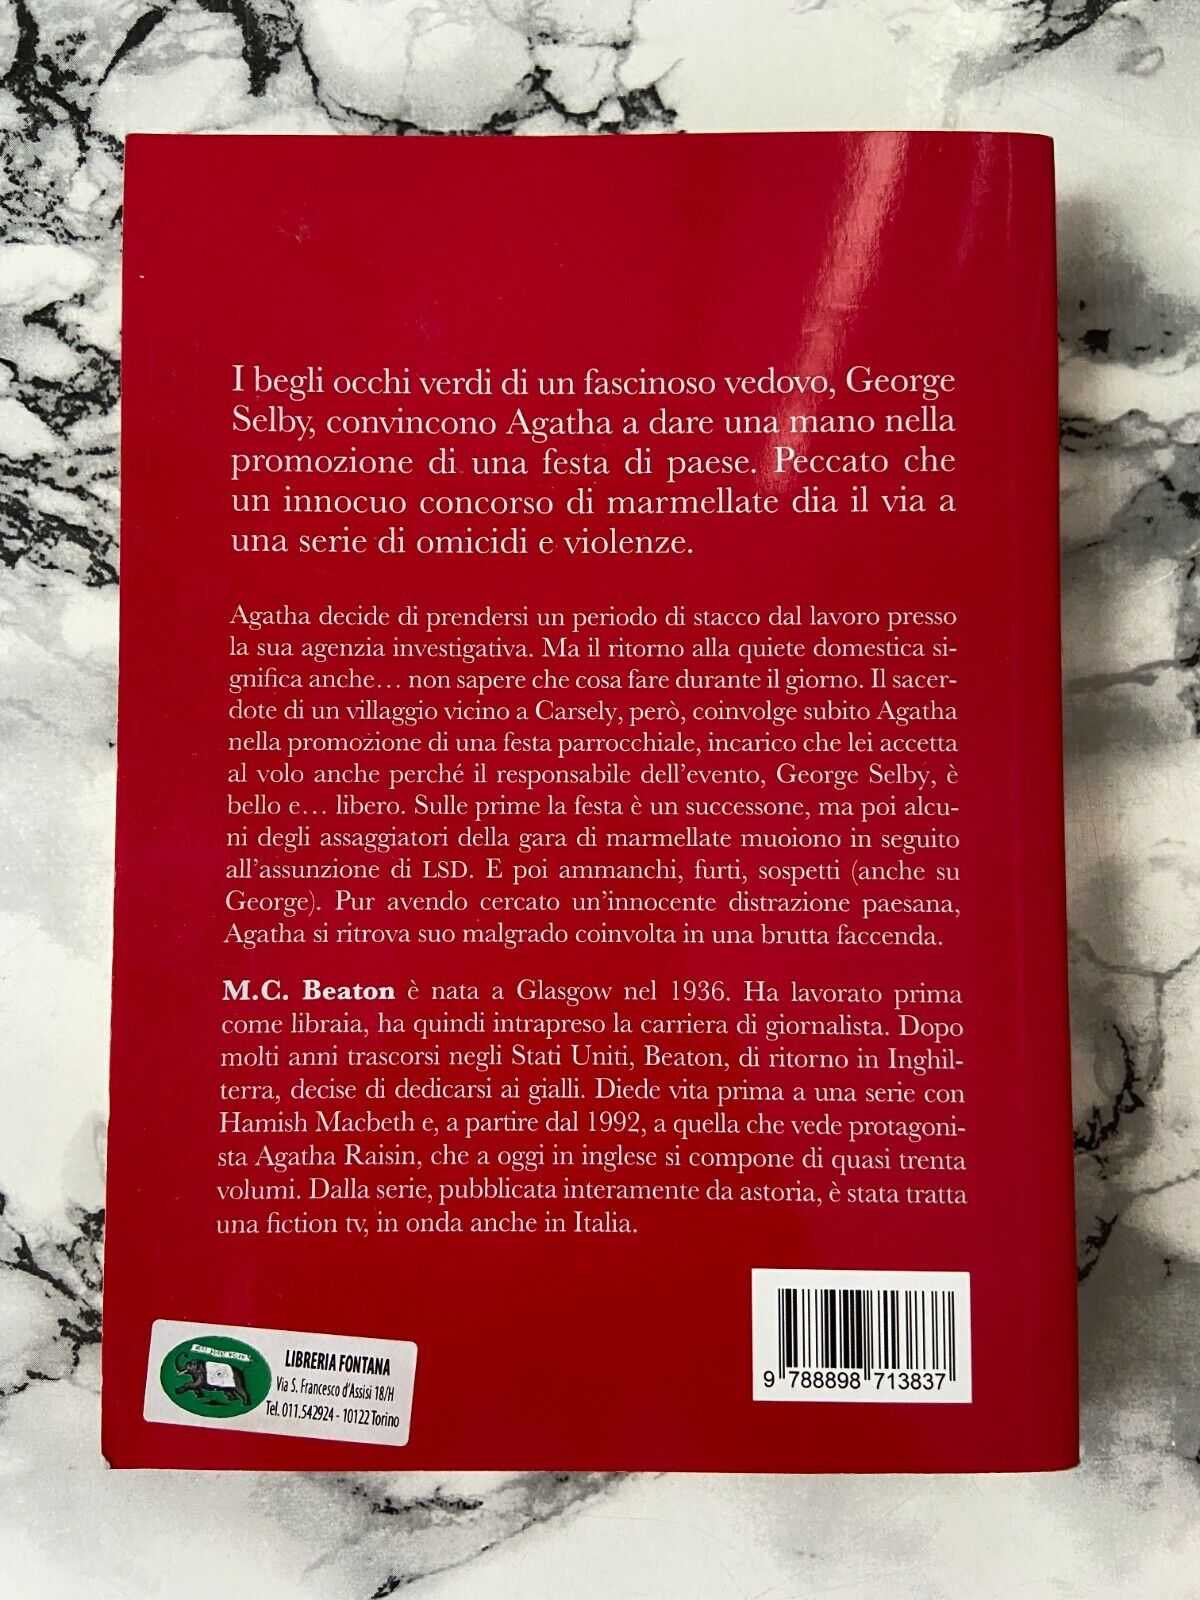 I begli occhi verdi di un fascinoso vedovo, George
Selby, convincono Agatha a dare una mano nella
promozione di una festa di paese. Peccato che
un innocuo concorso di marmellate dia il via a
una serie di omicidi e violenze.
Agatha decide di prendersi un periodo di stacco dal lavoro presso
la sua agenzia investigativa. Ma il ritorno alla quiete domestica si-
gnifica anche… non sapere che cosa fare durante il giorno. Il sacer-
dote di un villaggio vicino a Carsely, però, coinvolge subito Agatha
nella promozione di una festa parrocchiale, incarico che lei accetta
al volo anche perché il responsabile dell'evento, George Selby, è
bello e… libero. Sulle prime la festa è un successone, ma poi alcu-
ni degli assaggiatori della gara di marmellate muoiono in seguito
all'assunzione di LSD. E poi ammanchi, furti, sospetti (anche su
George). Pur avendo cercato un'innocente distrazione paesana,
Agatha si ritrova suo malgrado coinvolta in una brutta faccenda.
M.C. Beaton è nata a Glasgow nel 1936. Ha lavorato prima
come libraia, ha quindi intrapreso la carriera di giornalista. Dopo
molti anni trascorsi negli Stati Uniti, Beaton, di ritorno in Inghil-
terra, decise di dedicarsi ai gialli. Diede vita prima a una serie con
Hamish Macbeth e, a partire dal 1992, a quella che vede protagoni-
sta Agatha Raisin, che a oggi in inglese si compone di quasi trenta
volumi. Dalla serie, pubblicata interamente da astoria, è stata tratta
una fiction tv, in onda anche in Italia.
LIBRERIA FONTANA
Via S. Francesco d'Assisi 18/H
Tel. 011.542924 - 10122 Torino
9 788898 713837